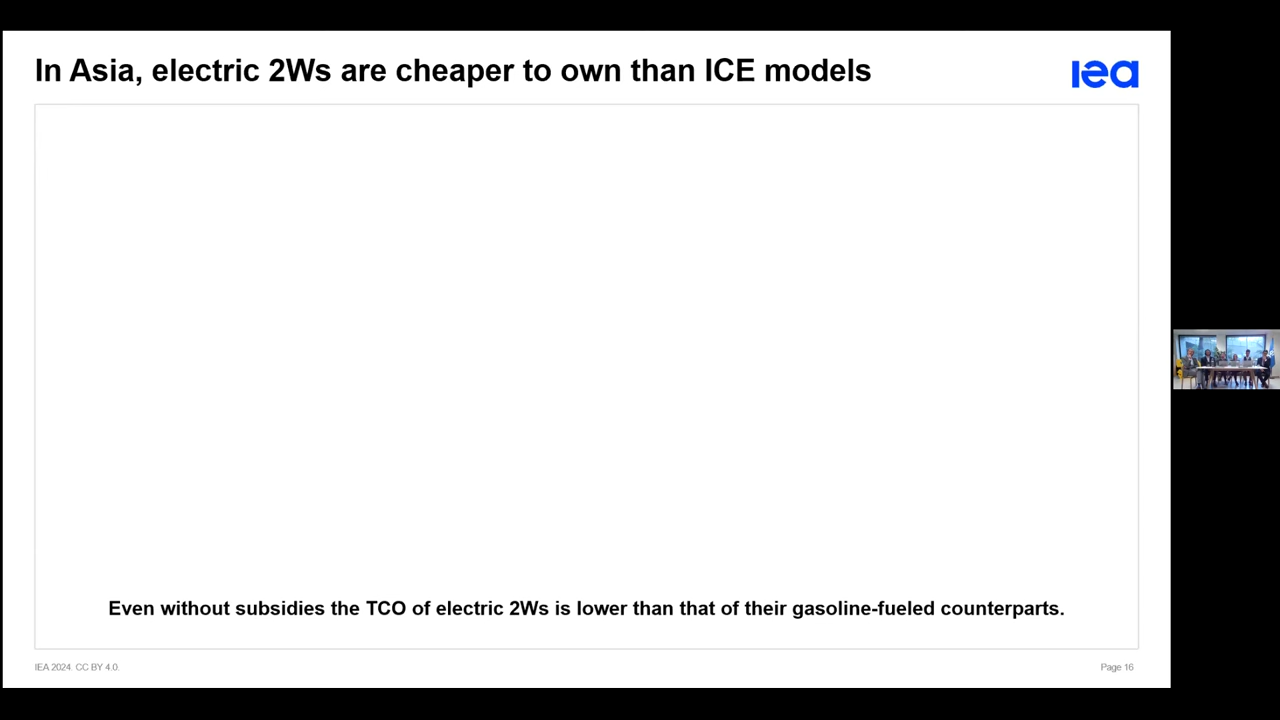 In Asia, electric 2Ws are cheaper to own than ICE models
iea
Even without subsidies the TCO of electric 2Ws is lower than that of their gasoline-fueled counterparts.
IEA 2024. CC BY 4.0.
Page 16